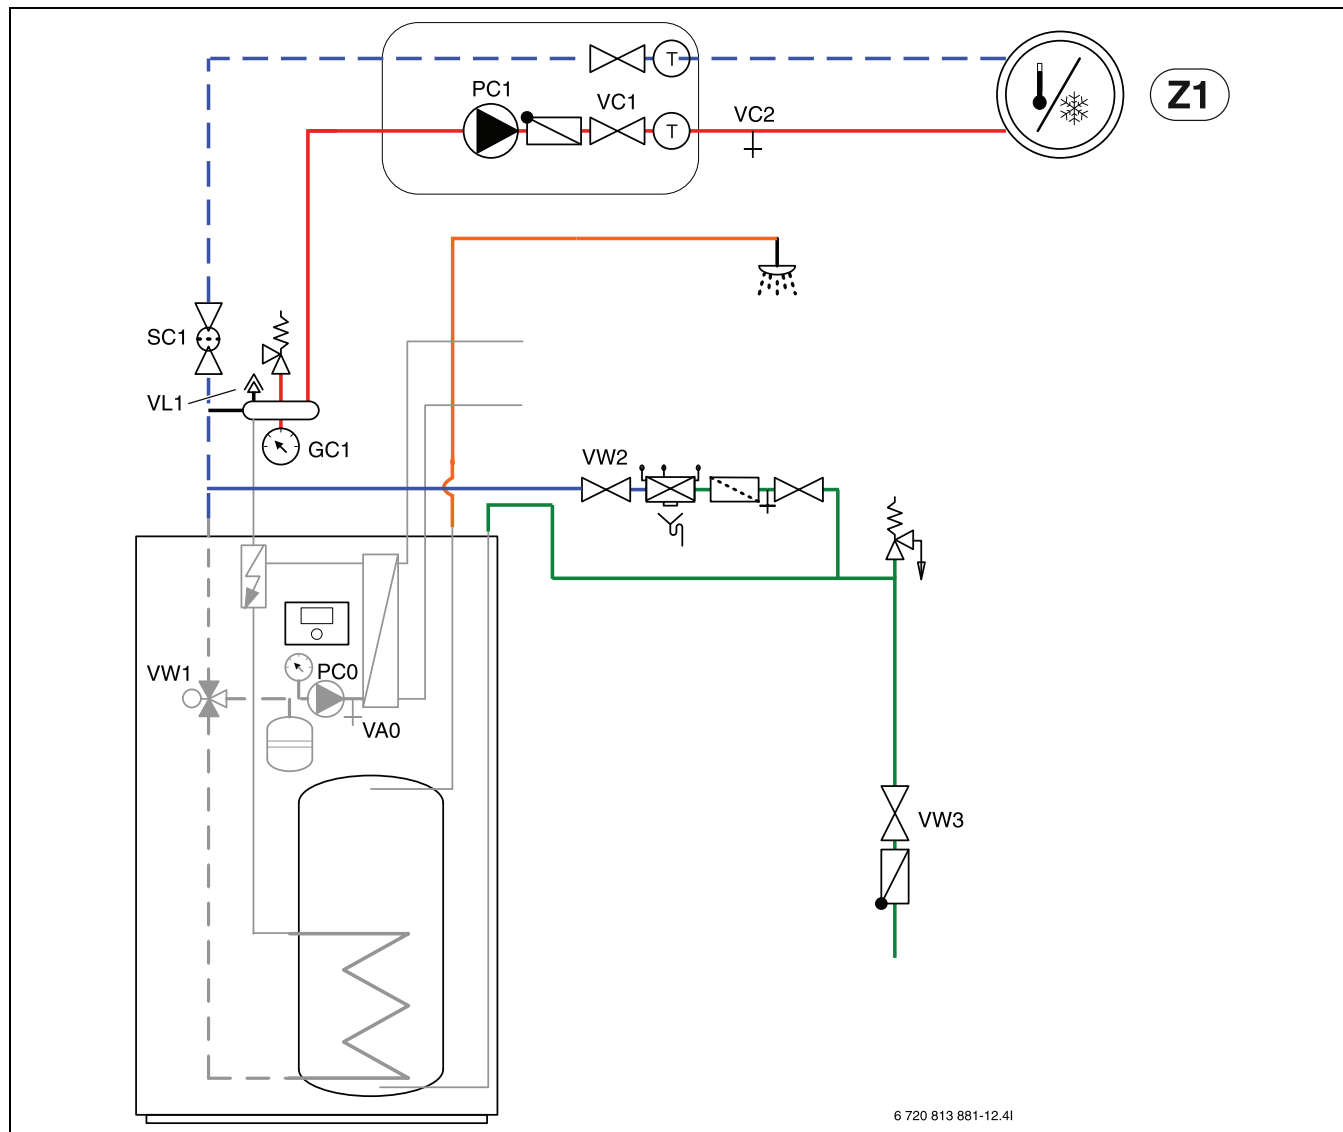 T
PC1
VC1
T
VC2
Z1
SC1
VL1
GC1
VW2
VW1
PC0
VA0
VW3
6 720 813 881-12.4I